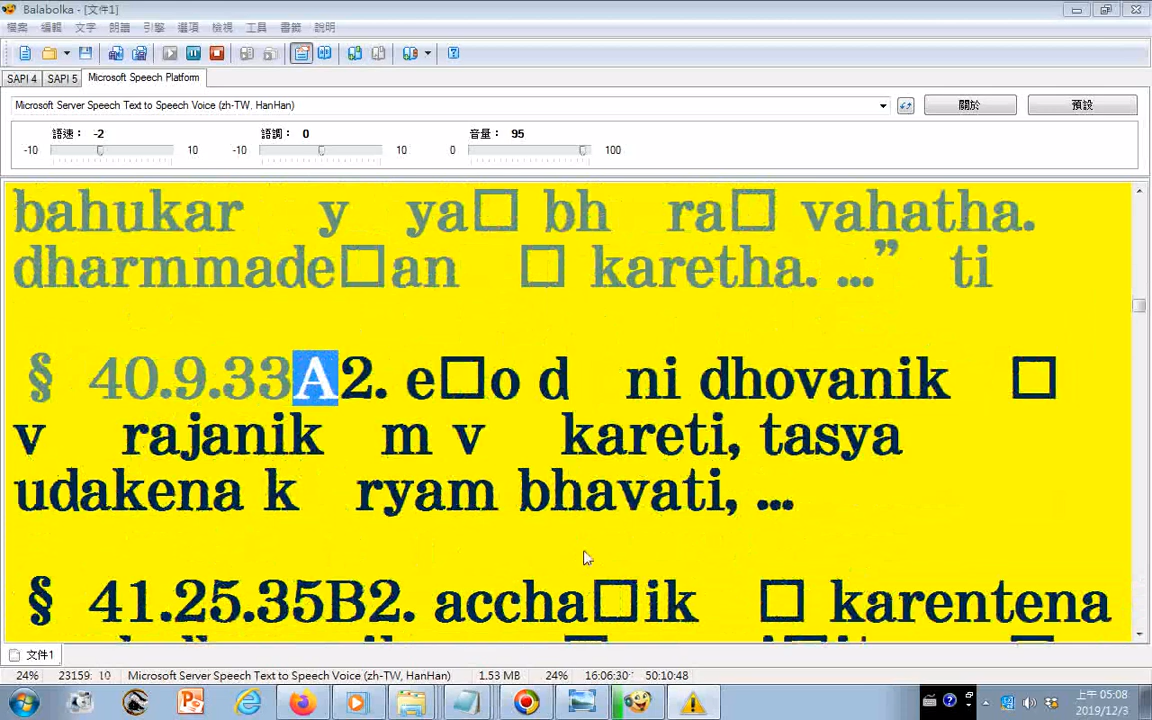 Balabolka - [文件1]
檔案 編輯 文字 朗讀 引擎 選項 檢視 工具 書籤 說明
SAPI 4 SAPI 5 Microsoft Speech Platform
Microsoft Server Speech Text to Speech Voice (zh-TW, HanHan)
關於 預設
語速： -2 語調： 0 音量： 95
-10 10 -10 10 0 100
bahukar y ya□ bh ra□ vahatha.
dharmmade□an □ karetha. ...” ti
§ 40.9.33A2. e□o d ni dhovanik □
v rajanik m v kareti, tasya
udakena k ryam bhavati, ...
§ 41.25.35B2. accha□ik □ karentena
文件1
24% 23159: 10 Microsoft Server Speech Text to Speech Voice (zh-TW, HanHan) 1.53 MB 24% 16:06:30 50:10:48
上午 05:08
2019/12/3